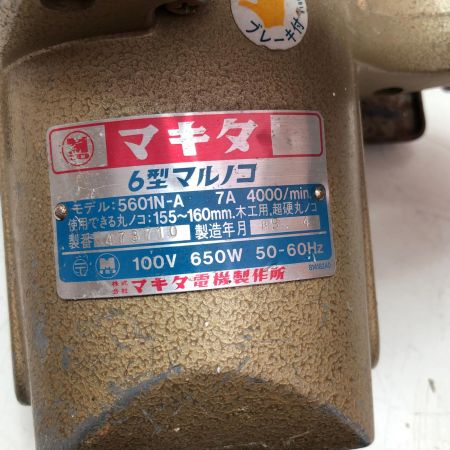 ブレーキ付
マキタ
6型マルノコ
モデル:5601N-A 7A 4000/min.
使用できる丸ノコ:155~160mm.木工用.超硬丸ノコ
製番 473710 製造年月
100V 650W 50-60Hz
株式会社 マキタ電機製作所